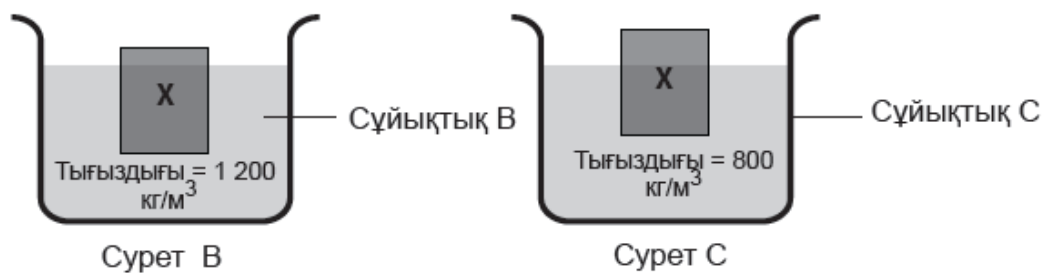 X
Сұйықтық В
Тығыздығы = 1 200
кг/м³
Сурет В
X
Сұйықтық С
Тығыздығы = 800
кг/м³
Сурет С